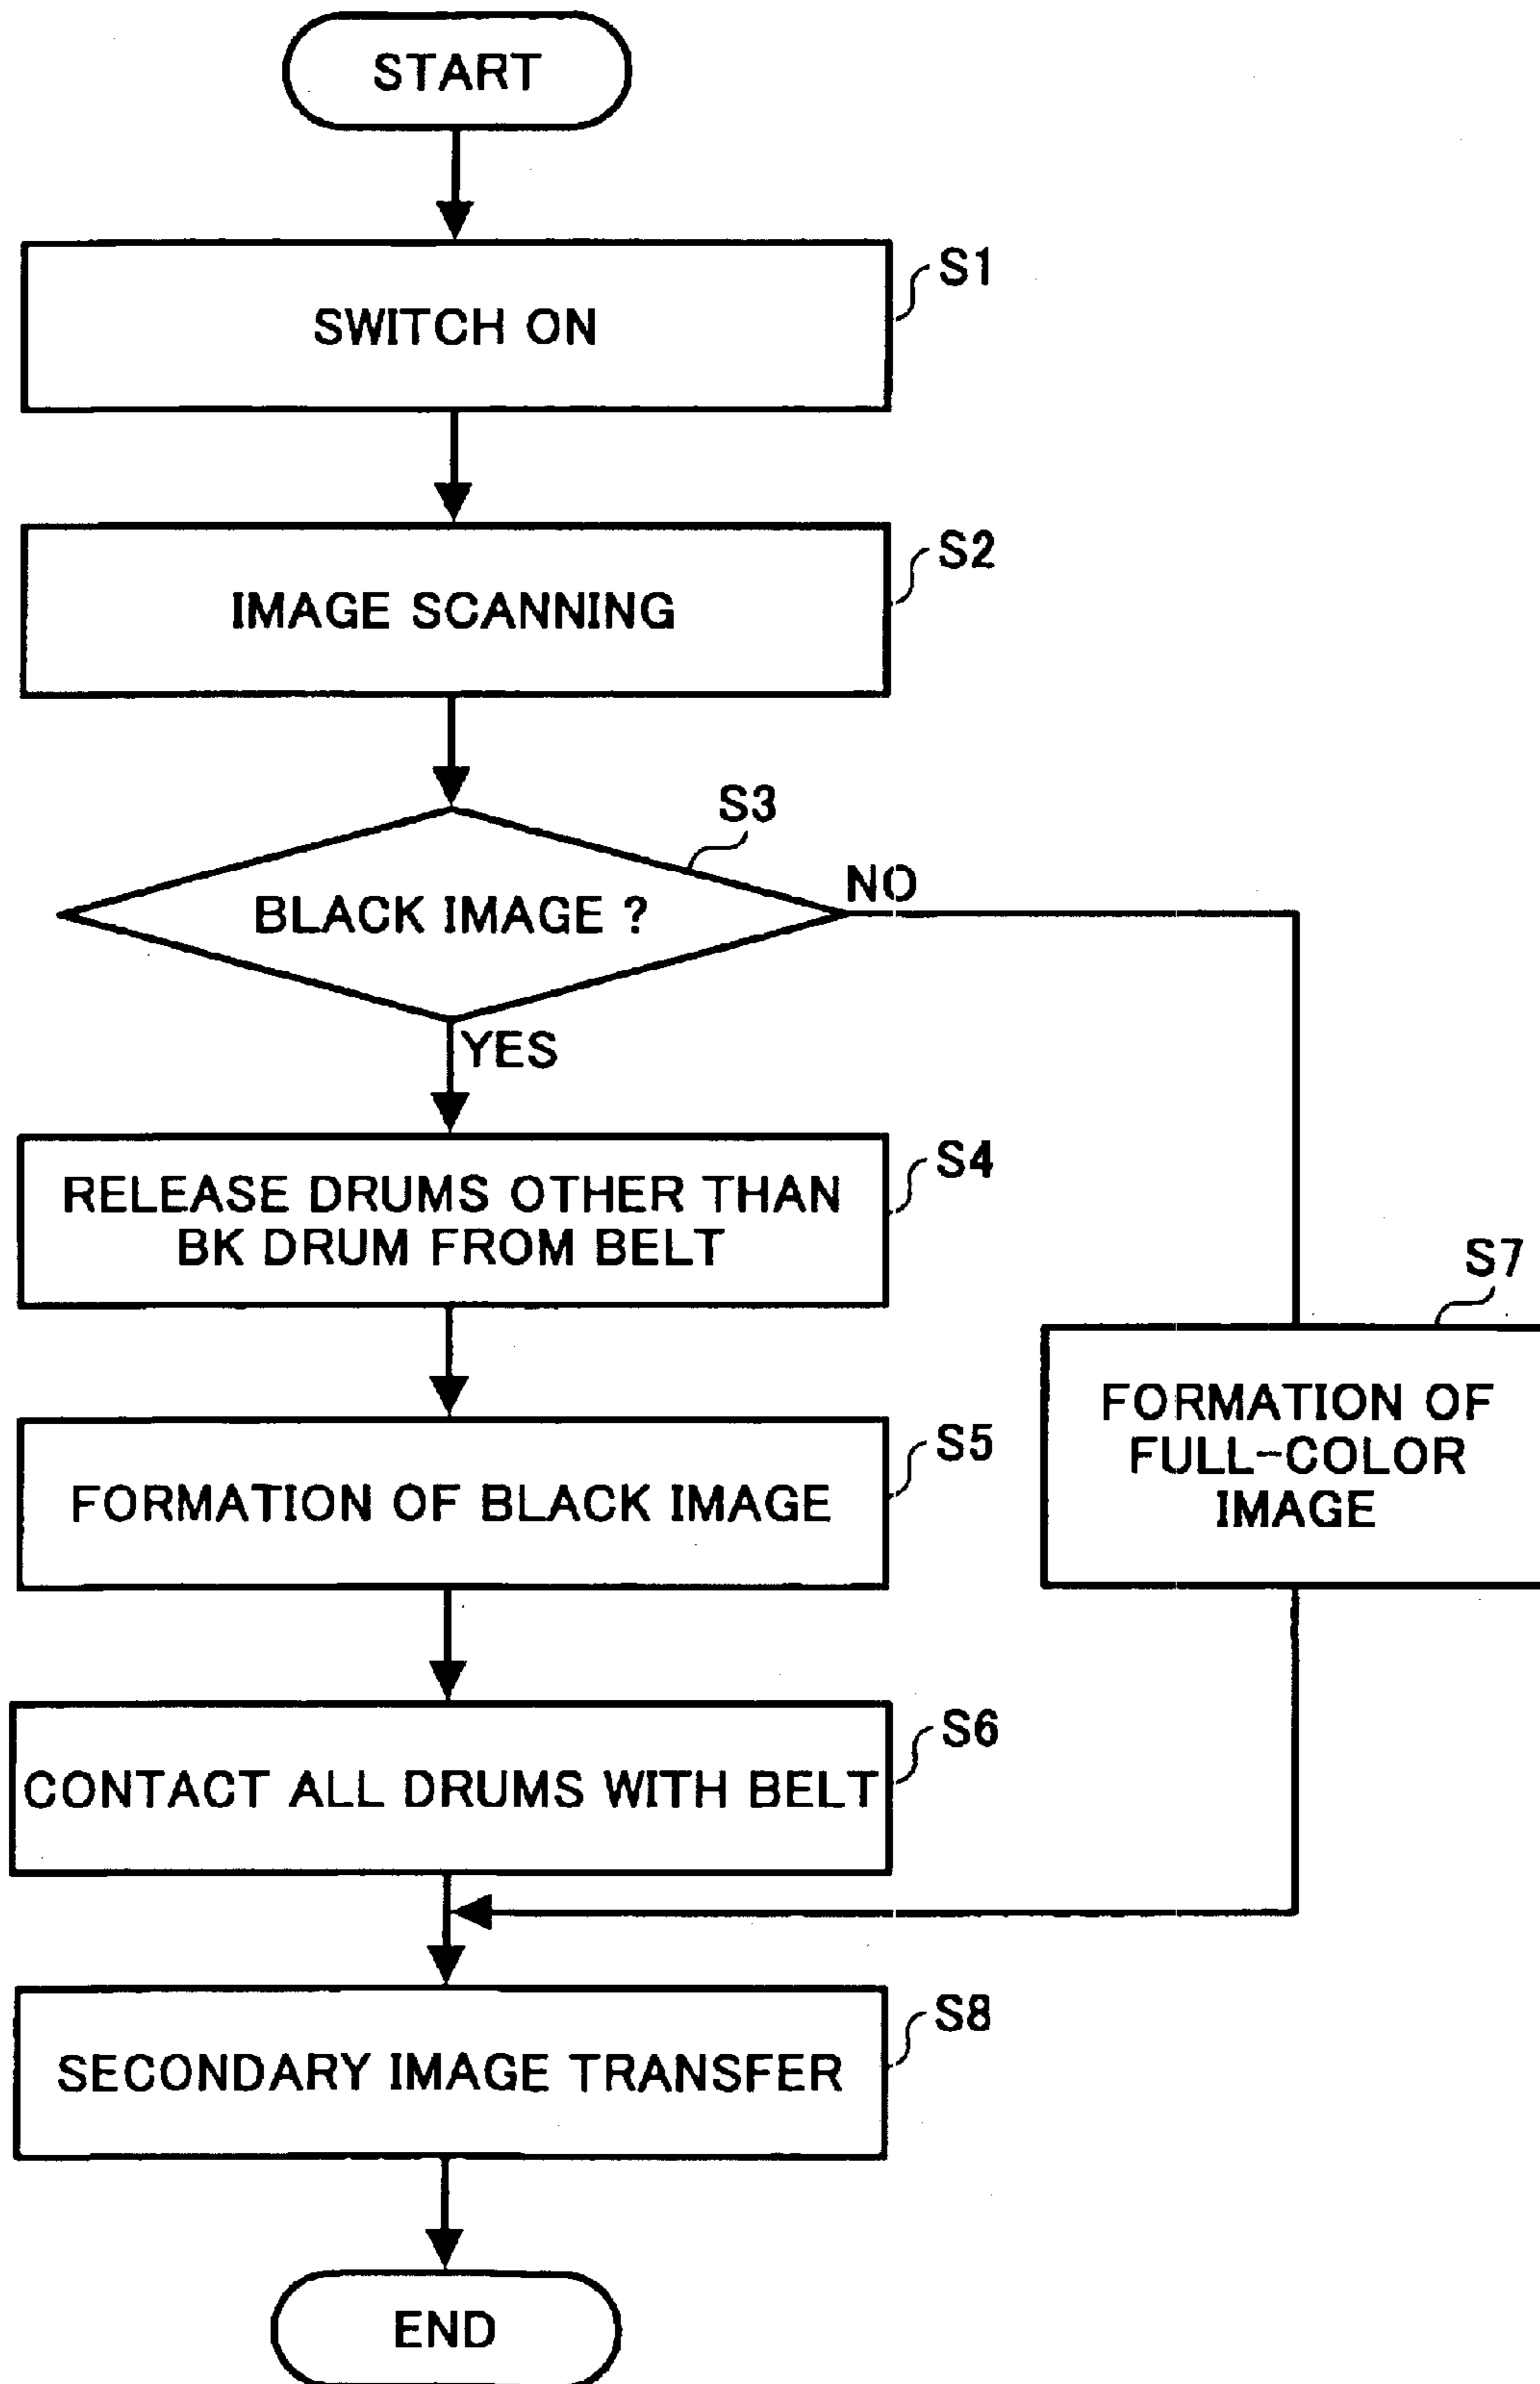 START
S1
SWITCH ON
S2
IMAGE SCANNING
S3
BLACK IMAGE ?
NO
YES
S4
RELEASE DRUMS OTHER THAN
BK DRUM FROM BELT
S7
FORMATION OF
FULL-COLOR
IMAGE
S5
FORMATION OF BLACK IMAGE
S6
CONTACT ALL DRUMS WITH BELT
S8
SECONDARY IMAGE TRANSFER
END